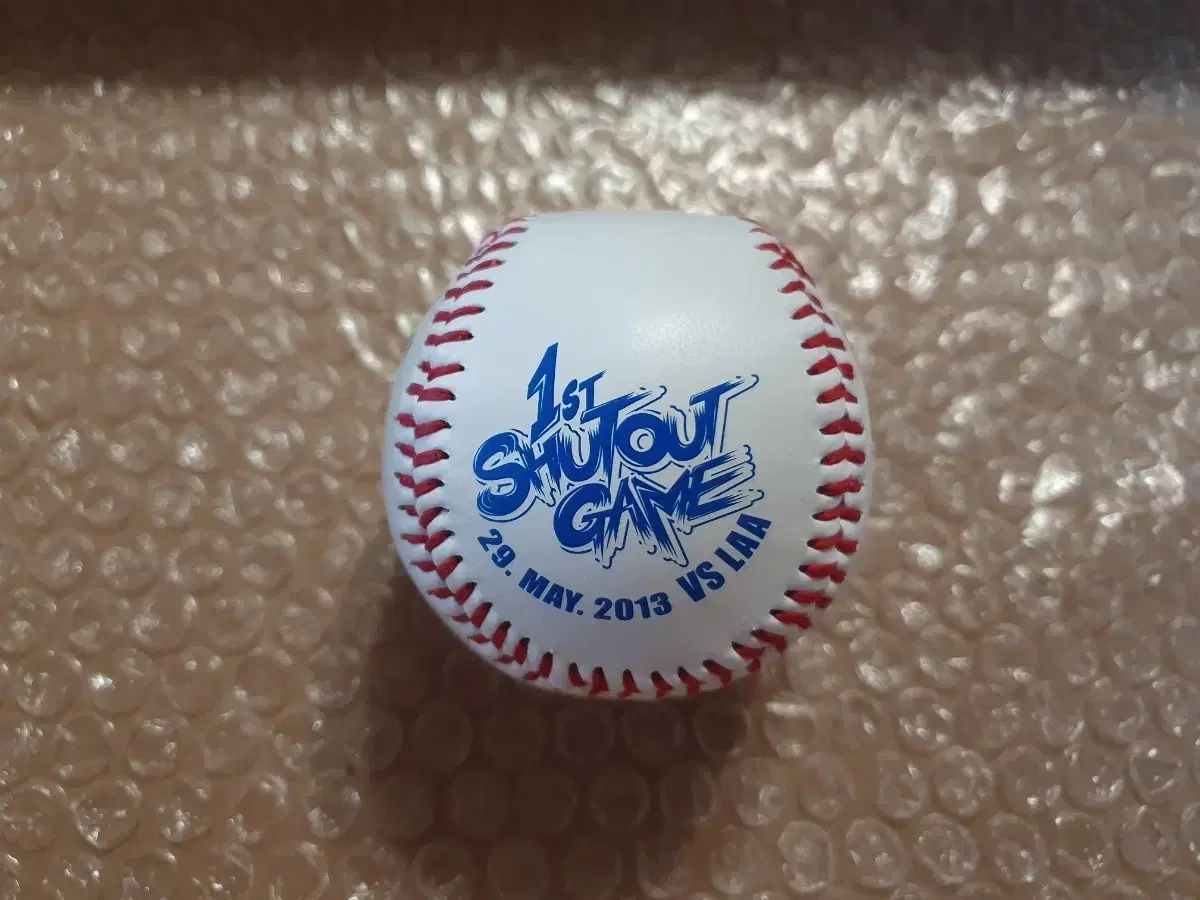 1ST
SHUTOUT
GAME
29. MAY. 2013 VS LAA